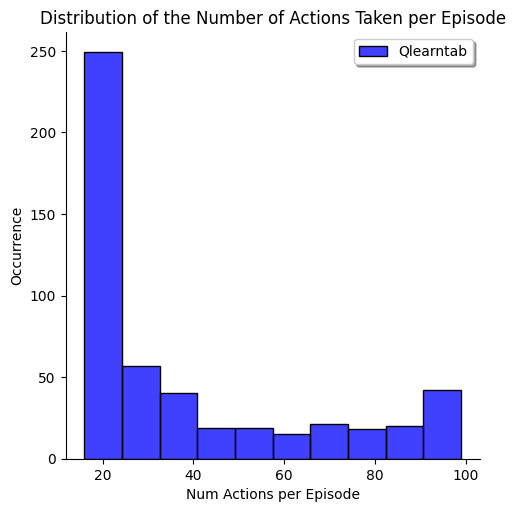 Distribution of the Number of Actions Taken per Episode
Qlearntab
250
200
150
100
50
0
Occurrence
20 40 60 80 100
Num Actions per Episode